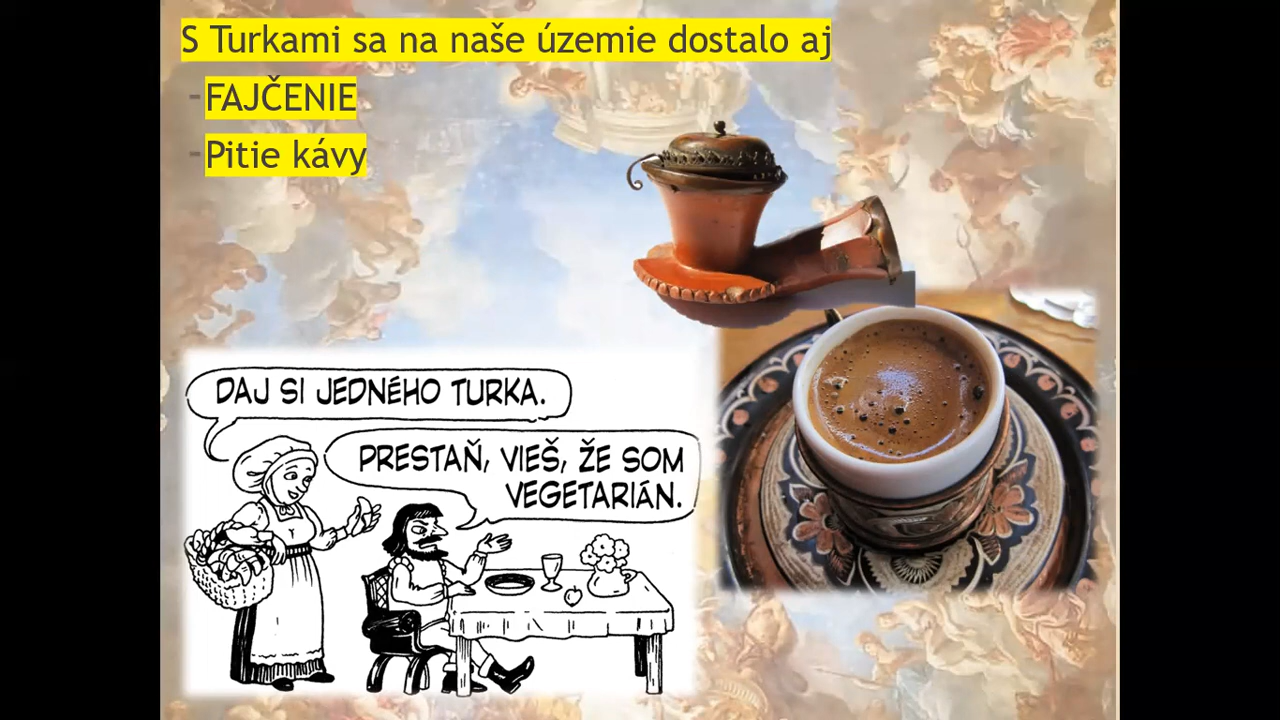 S Turkami sa na naše územie dostalo aj
-FAJČENIE
-Pitie kávy
DAJ SI JEDNÉHO TURKA.
PRESTAŇ, VIEŠ, ŽE SOM
VEGETARIÁN.